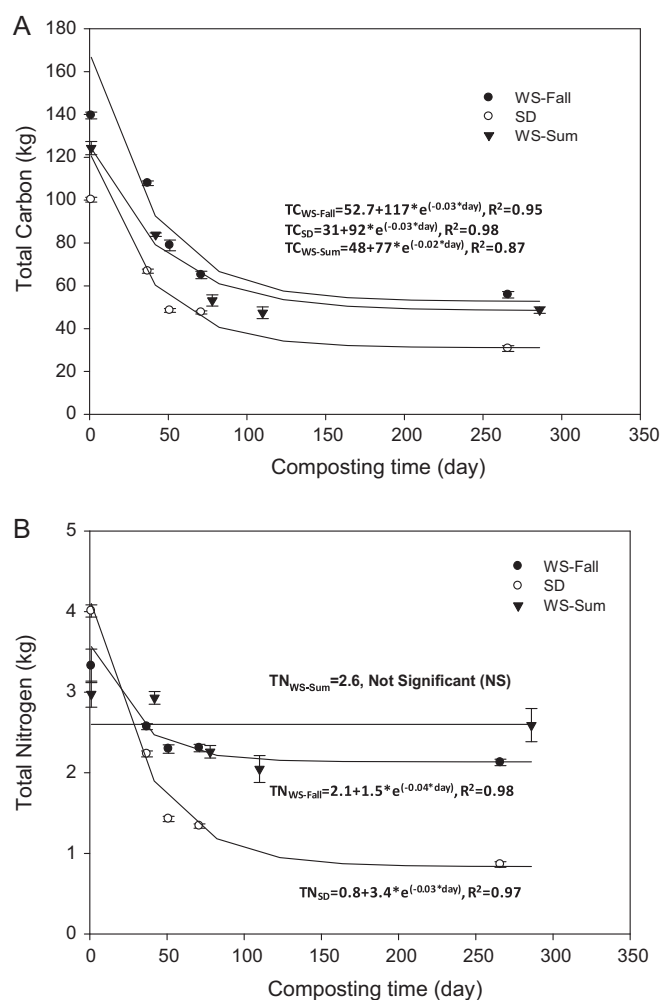 A
180
160
140
120
100
80
60
40
20
0
Total Carbon (kg)
WS-Fall
SD
WS-Sum
TCWS-Fall=52.7+117*e(-0.03*day), R2=0.95
TCSD=31+92*e(-0.03*day), R2=0.98
TCWS-Sum=48+77*e(-0.02*day), R2=0.87
0 50 100 150 200 250 300 350
Composting time (day)
B
5
4
3
2
1
0
Total Nitrogen (kg)
WS-Fall
SD
WS-Sum
TNWS-Sum=2.6, Not Significant (NS)
TNWS-Fall=2.1+1.5*e(-0.04*day), R2=0.98
TNSD=0.8+3.4*e(-0.03*day), R2=0.97
0 50 100 150 200 250 300 350
Composting time (day)